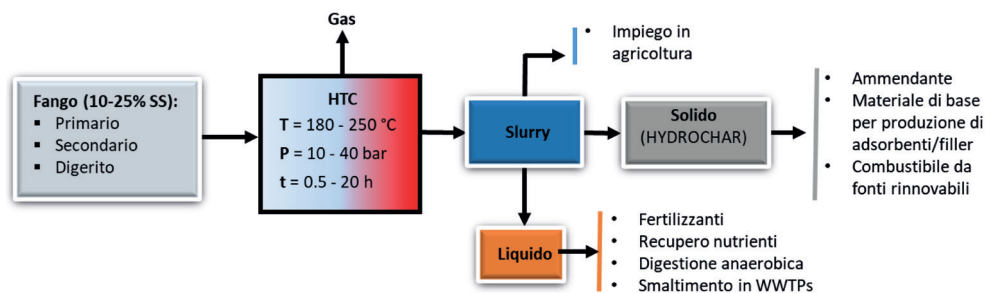 Gas
Fango (10-25% SS):
▪ Primario
▪ Secondario
▪ Digerito
HTC
T = 180 - 250 °C
P = 10 - 40 bar
t = 0.5 - 20 h
Slurry
• Impiego in
agricoltura
Solido
(HYDROCHAR)
• Ammendante
• Materiale di base
per produzione di
adsorbenti/filler
• Combustibile da
fonti rinnovabili
Liquido
• Fertilizzanti
• Recupero nutrienti
• Digestione anaerobica
• Smaltimento in WWTPs